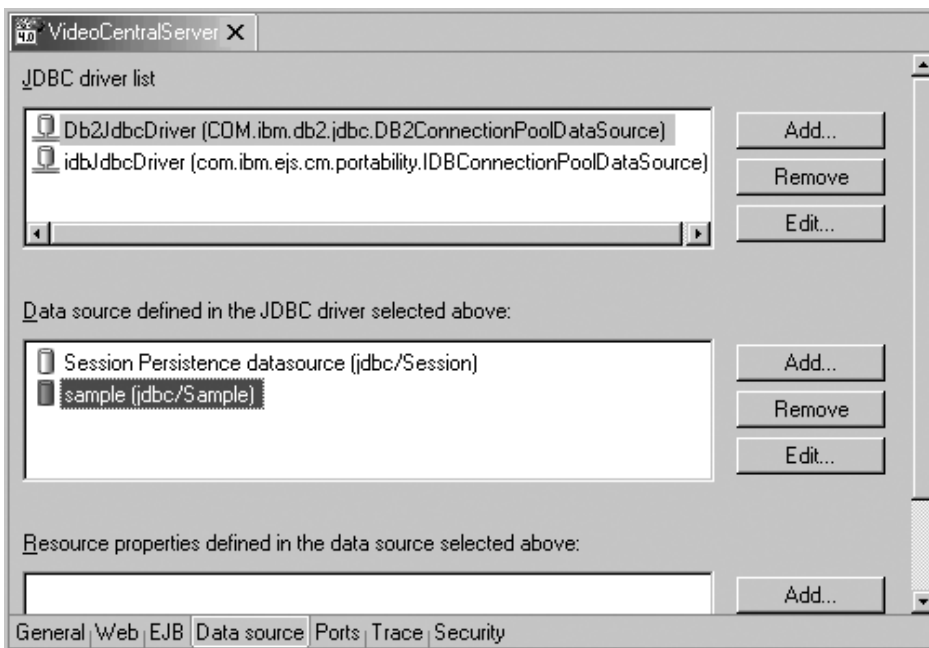 4.0 VideoCentralServer X
JDBC driver list
Db2JdbcDriver (COM.ibm.db2.jdbc.DB2ConnectionPoolDataSource)
Add...
idbJdbcDriver (com.ibm.ejs.cm.portability.IDBConnectionPoolDataSource)
Remove
Edit...
Data source defined in the JDBC driver selected above:
Session Persistence datasource (jdbc/Session)
Add...
sample (jdbc/Sample)
Remove
Edit...
Resource properties defined in the data source selected above:
Add...
General Web EJB Data source Ports Trace Security